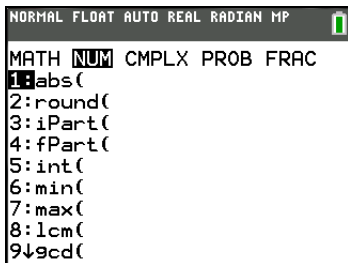 NORMAL FLOAT AUTO REAL RADIAN MP
MATH NUM CMPLX PROB FRAC
1:abs(
2:round(
3:iPart(
4:fPart(
5:int(
6:min(
7:max(
8:lcm(
9↓gcd(